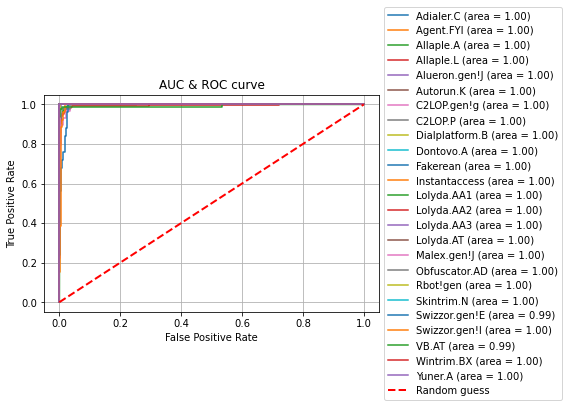 AUC & ROC curve
True Positive Rate
1.0
0.8
0.6
0.4
0.2
0.0
0.0 0.2 0.4 0.6 0.8 1.0
False Positive Rate
Adialer.C (area = 1.00)
Agent.FYI (area = 1.00)
Allaple.A (area = 1.00)
Allaple.L (area = 1.00)
Alueron.gen!J (area = 1.00)
Autorun.K (area = 1.00)
C2LOP.gen!g (area = 1.00)
C2LOP.P (area = 1.00)
Dialplatform.B (area = 1.00)
Dontovo.A (area = 1.00)
Fakerean (area = 1.00)
Instantaccess (area = 1.00)
Lolyda.AA1 (area = 1.00)
Lolyda.AA2 (area = 1.00)
Lolyda.AA3 (area = 1.00)
Lolyda.AT (area = 1.00)
Malex.gen!J (area = 1.00)
Obfuscator.AD (area = 1.00)
Rbot!gen (area = 1.00)
Skintrim.N (area = 1.00)
Swizzor.gen!E (area = 0.99)
Swizzor.gen!I (area = 1.00)
VB.AT (area = 0.99)
Wintrim.BX (area = 1.00)
Yuner.A (area = 1.00)
Random guess